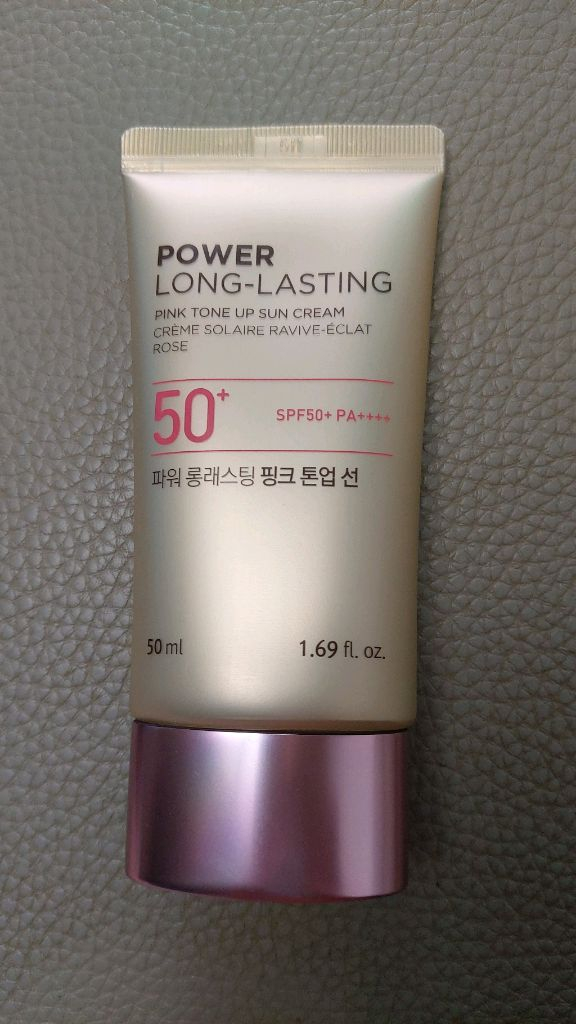 POWER
LONG-LASTING
PINK TONE UP SUN CREAM
CRÈME SOLAIRE RAVIVE-ÉCLAT
ROSE
50+
SPF50+ PA++++
파워 롱래스팅 핑크 톤업 선
50 ml
1.69 fl. oz.